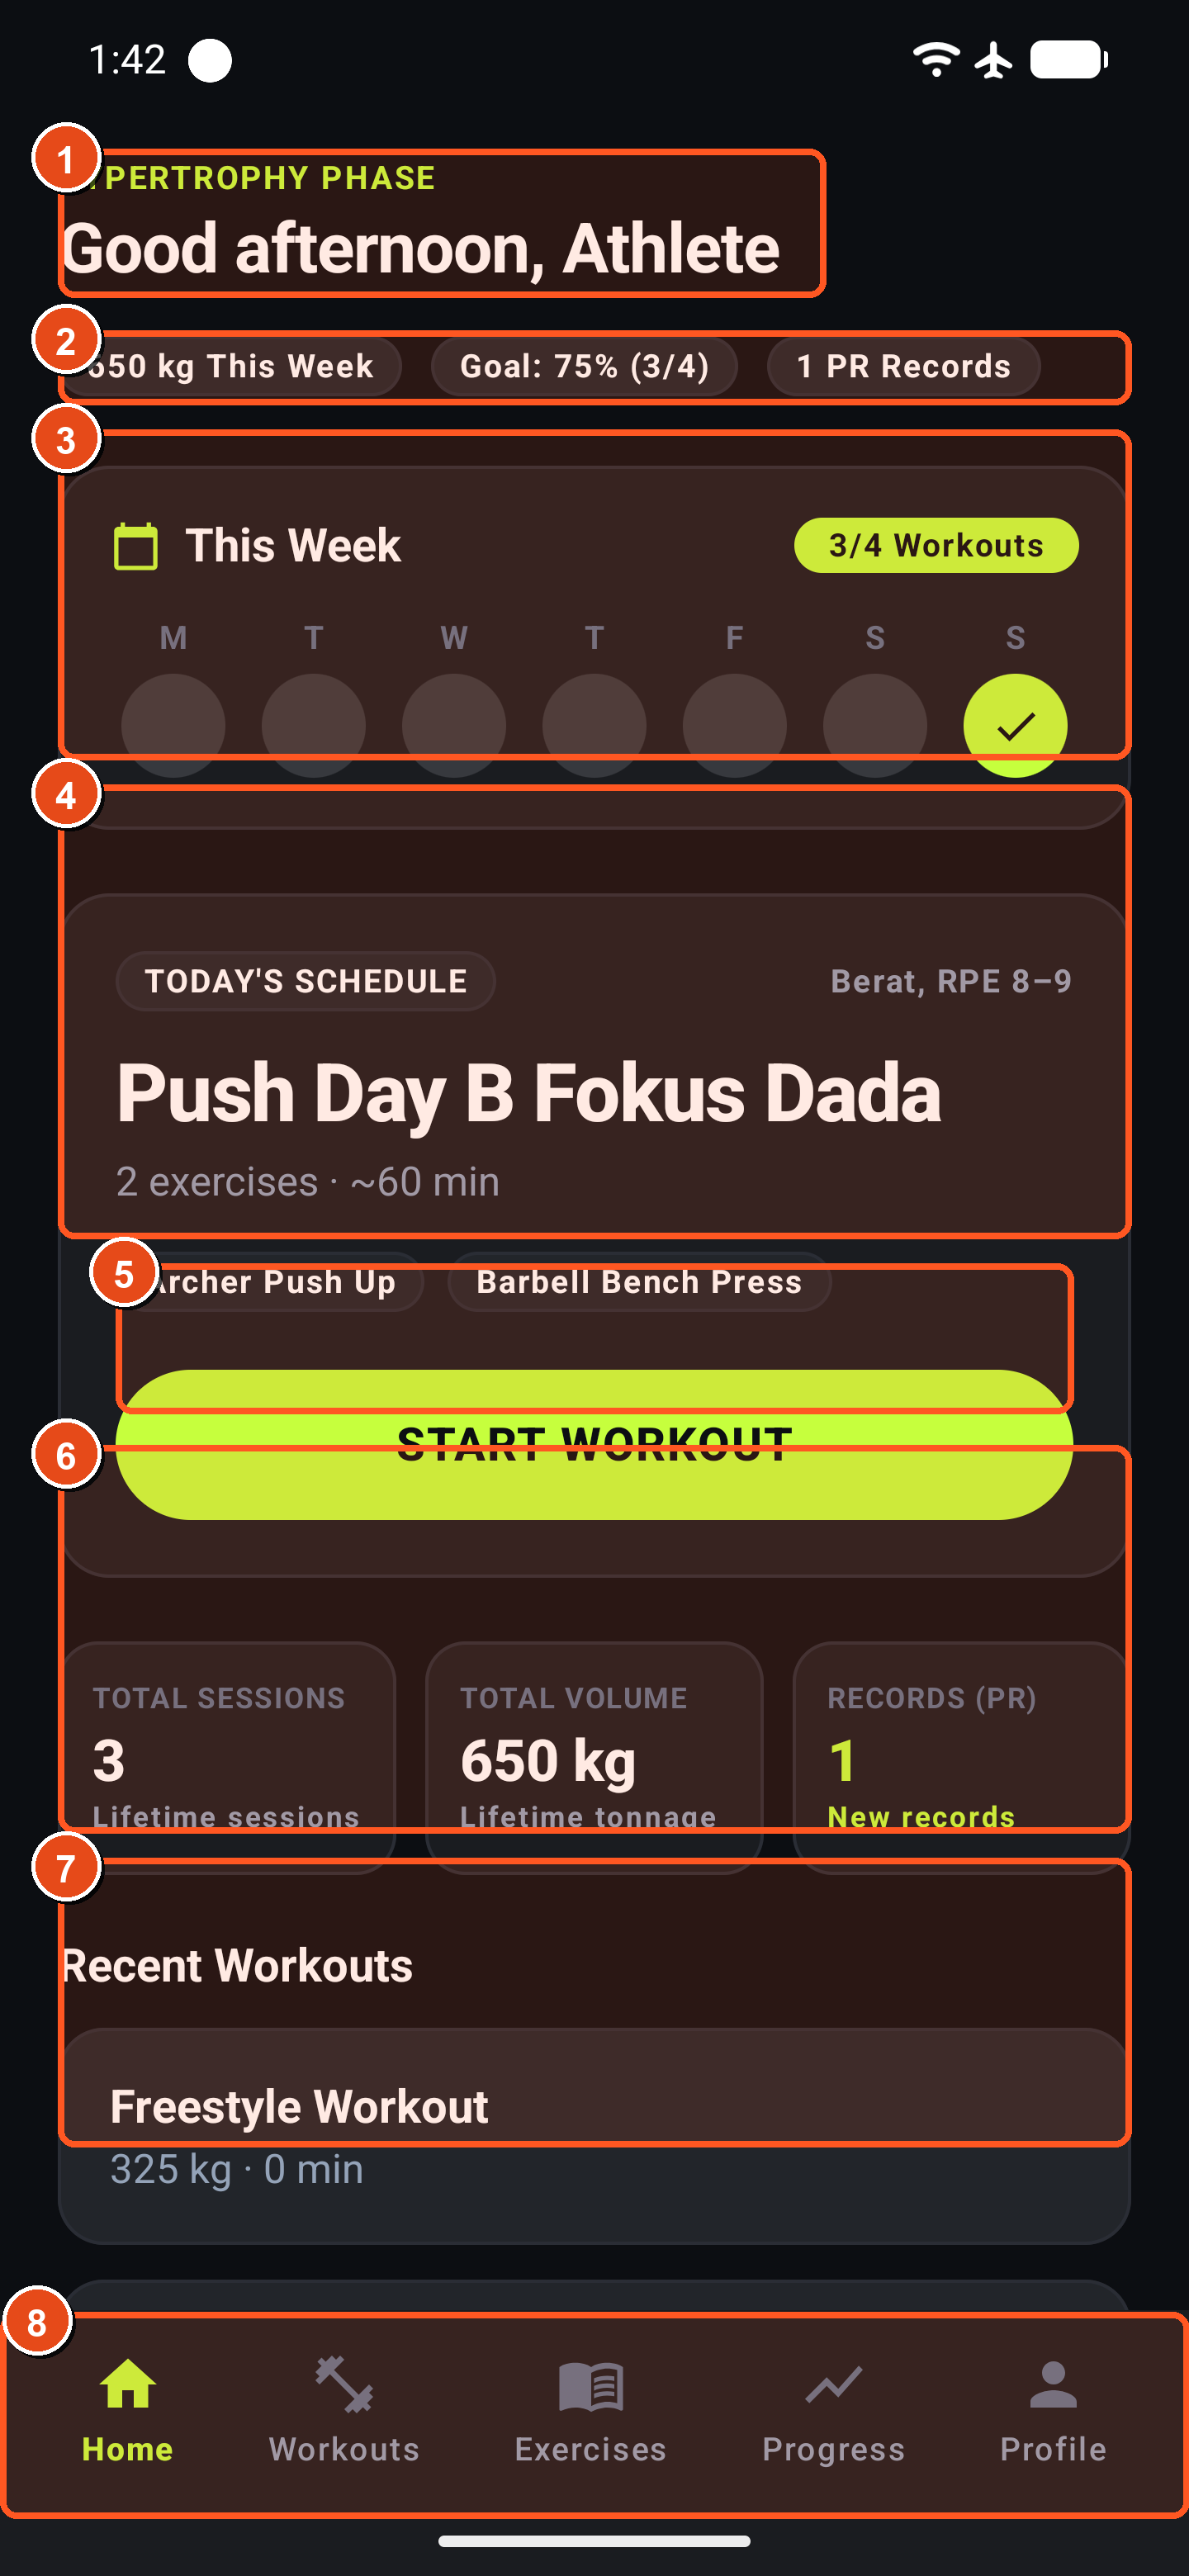 1:42
1
PERTROPHY PHASE
Good afternoon, Athlete
2
650 kg This Week
Goal: 75% (3/4)
1 PR Records
3
This Week
3/4 Workouts
M T W T F S S
4
TODAY'S SCHEDULE
Berat, RPE 8–9
Push Day B Fokus Dada
2 exercises · ~60 min
5
Archer Push Up
Barbell Bench Press
START WORKOUT
6
TOTAL SESSIONS
3
Lifetime sessions
TOTAL VOLUME
650 kg
Lifetime tonnage
RECORDS (PR)
1
New records
7
Recent Workouts
Freestyle Workout
325 kg · 0 min
8
Home
Workouts
Exercises
Progress
Profile